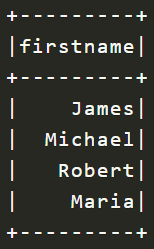 +---------+
|firstname|
+---------+
|    James|
|  Michael|
|   Robert|
|    Maria|
+---------+